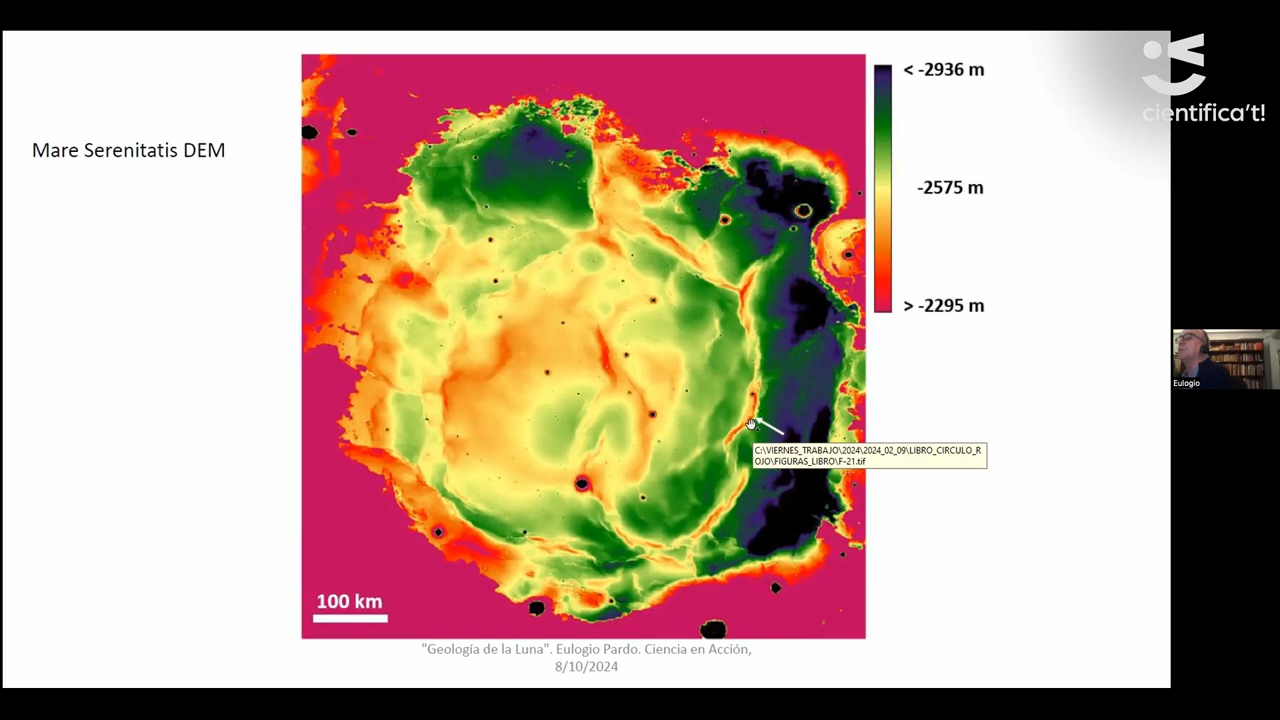 cientifica't!
Mare Serenitatis DEM
< -2936 m
-2575 m
> -2295 m
Eulogio
C:\VIERNES_TRABAJO\2024\2024_02_09\LIBRO_CIRCULO_R
OJO\FIGURAS_LIBRO\F-21.tif
100 km
"Geología de la Luna". Eulogio Pardo. Ciencia en Acción,
8/10/2024